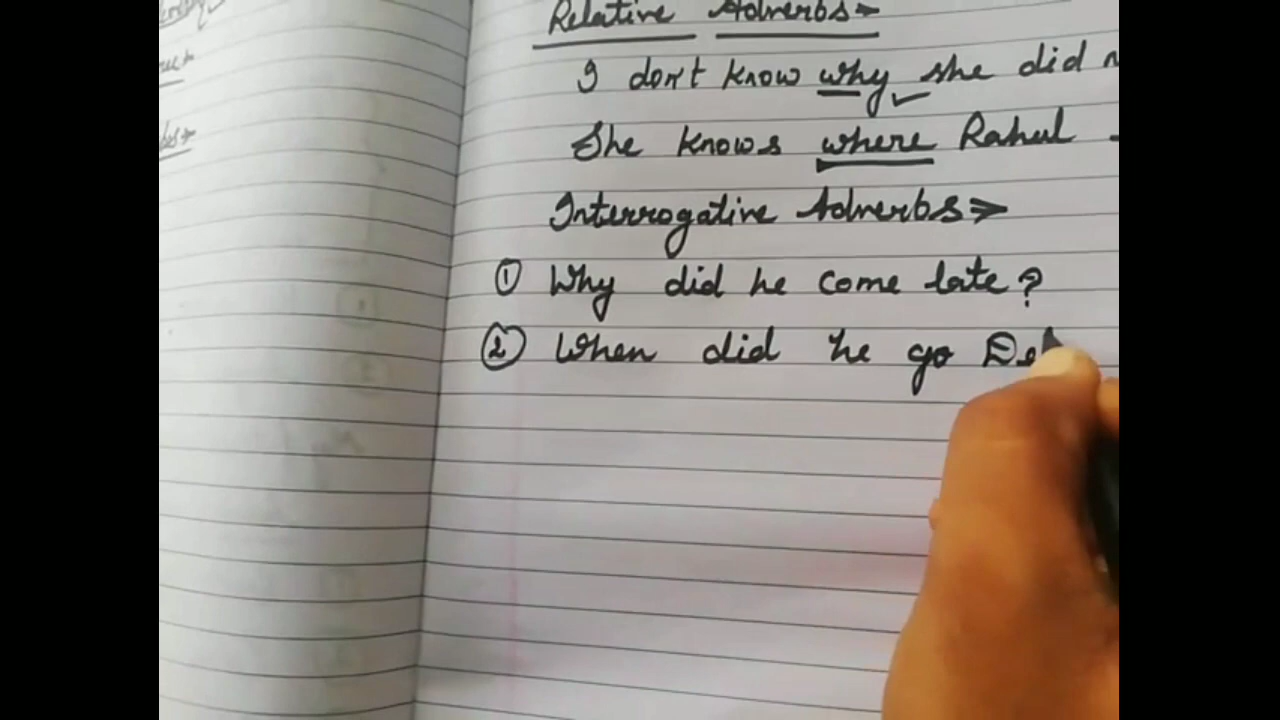 Relative Adverbs→
I don't know why she did
She knows where Rahul
Interrogative Adverbs⇒
① Why did he come late?
② When did he go